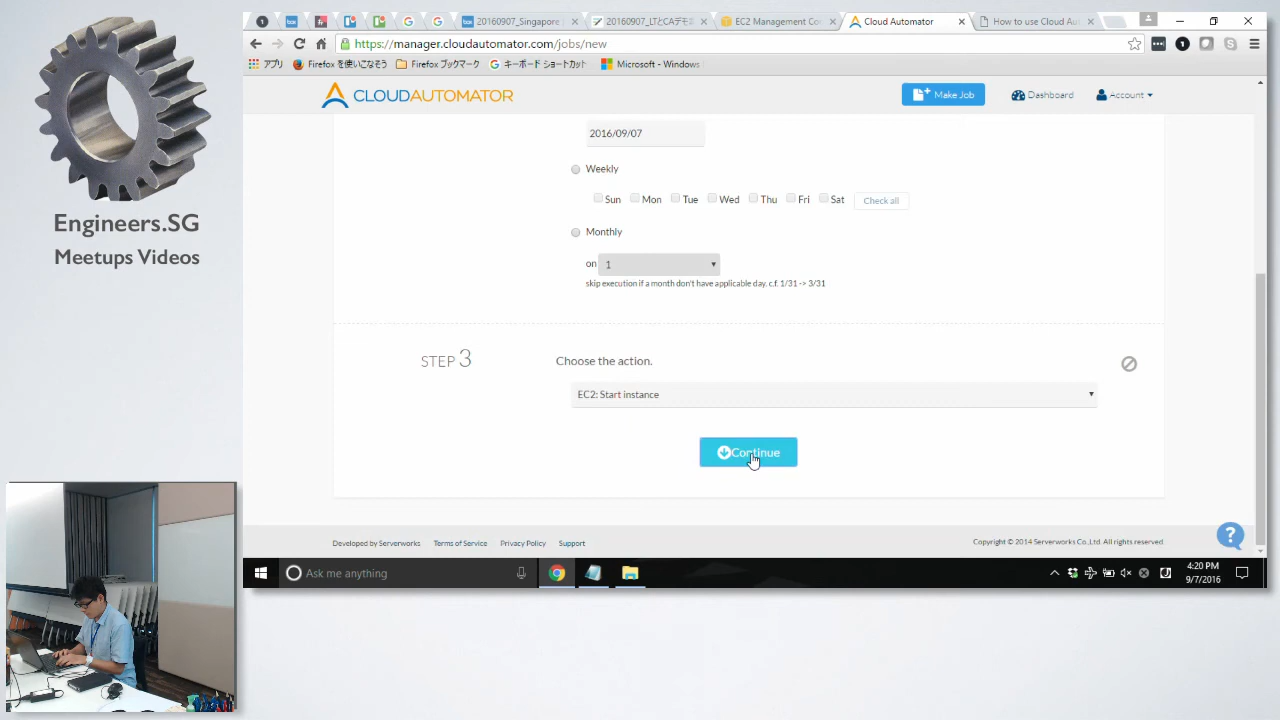 20160907_Singapore
20160907_LTとCAデモ
EC2 Management Co
Cloud Automator
How to use Cloud Aut
https://manager.cloudautomator.com/jobs/new
アプリ
Firefox を使いこなそう
Firefox ブックマーク
キーボード ショートカット
Microsoft - Windows
CLOUDAUTOMATOR
Make Job
Dashboard
Account
2016/09/07
Weekly
Sun Mon Tue Wed Thu Fri Sat Check all
Monthly
on 1
skip execution if a month don't have applicable day. c.f. 1/31 -> 3/31
STEP 3
Choose the action.
EC2: Start instance
Continue
Developed by Serverworks
Terms of Service
Privacy Policy
Support
Copyright © 2014 Serverworks Co.,Ltd. All rights reserved.
?
Ask me anything
4:20 PM
9/7/2016
Engineers.SG
Meetups Videos